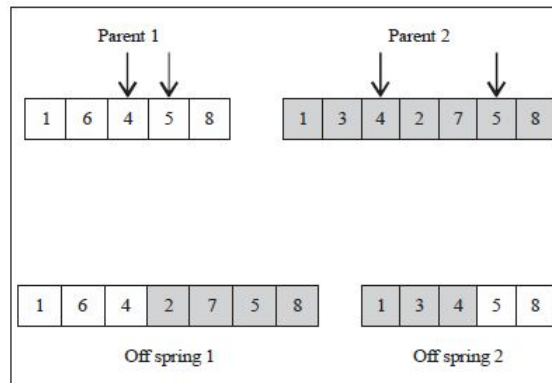 Parent 1 Parent 2
1 6 4 5 8 1 3 4 2 7 5 8
1 6 4 2 7 5 8 1 3 4 5 8
Off spring 1 Off spring 2